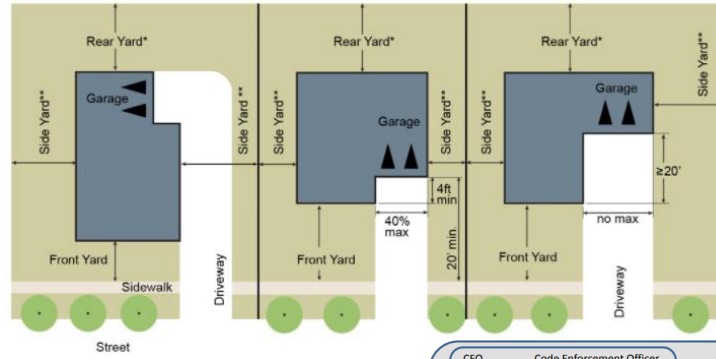 Rear Yard*
Garage
Side Yard**
Side Yard **
Front Yard
Sidewalk
Driveway
Street
Rear Yard*
Side Yard**
Garage
Side Yard**
4ft
min
40%
max
20' min.
Front Yard
Rear Yard*
Side Yard**
Garage
Side Yard**
≥20'
no max
Front Yard
Driveway
CEO Code Enforcement Officer